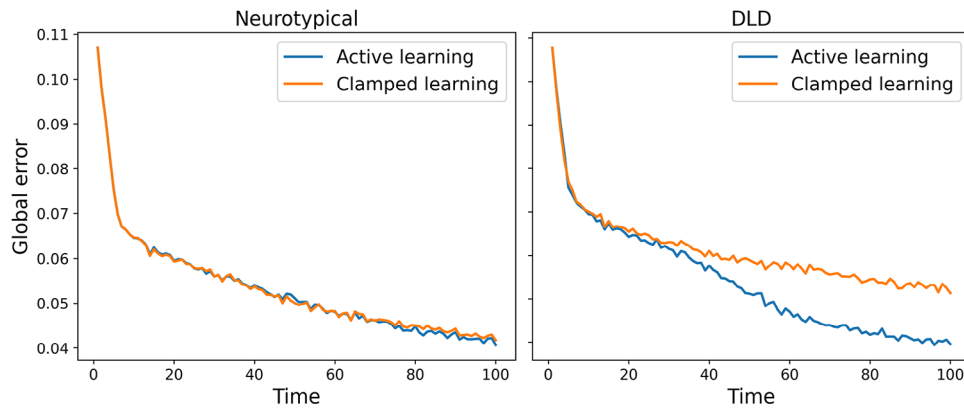 Neurotypical
DLD
Global error
0.11
0.10
0.09
0.08
0.07
0.06
0.05
0.04
Active learning
Clamped learning
Active learning
Clamped learning
0
20
40
60
80
100
0
20
40
60
80
100
Time
Time